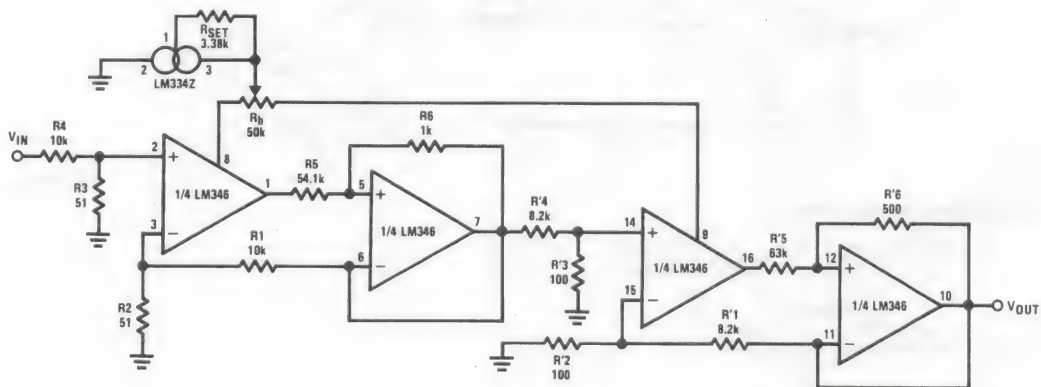 RSET
3.38k
1
2
3
LM334Z
Rb
50k
VIN
R4
10k
R3
51
2
+
8
1/4 LM346
1
3
−
R5
54.1k
R6
1k
5
+
1/4 LM346
7
6
−
R1
10k
R2
51
R'4
8.2k
R'3
100
14
+
9
1/4 LM346
16
15
−
R'2
100
R'1
8.2k
R'5
63k
R'6
500
12
+
1/4 LM346
10
11
−
VOUT